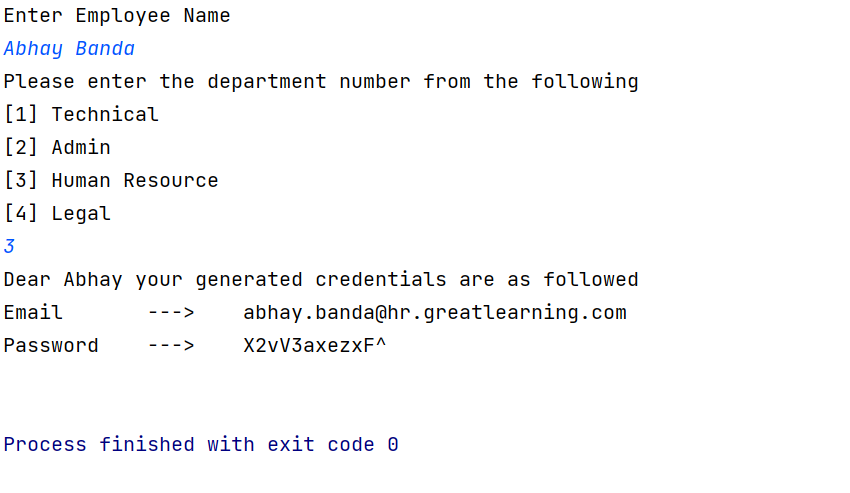 Enter Employee Name
Abhay Banda
Please enter the department number from the following
[1] Technical
[2] Admin
[3] Human Resource
[4] Legal
3
Dear Abhay your generated credentials are as followed
Email       --->    abhay.banda@hr.greatlearning.com
Password    --->    X2vV3axezxF^
Process finished with exit code 0